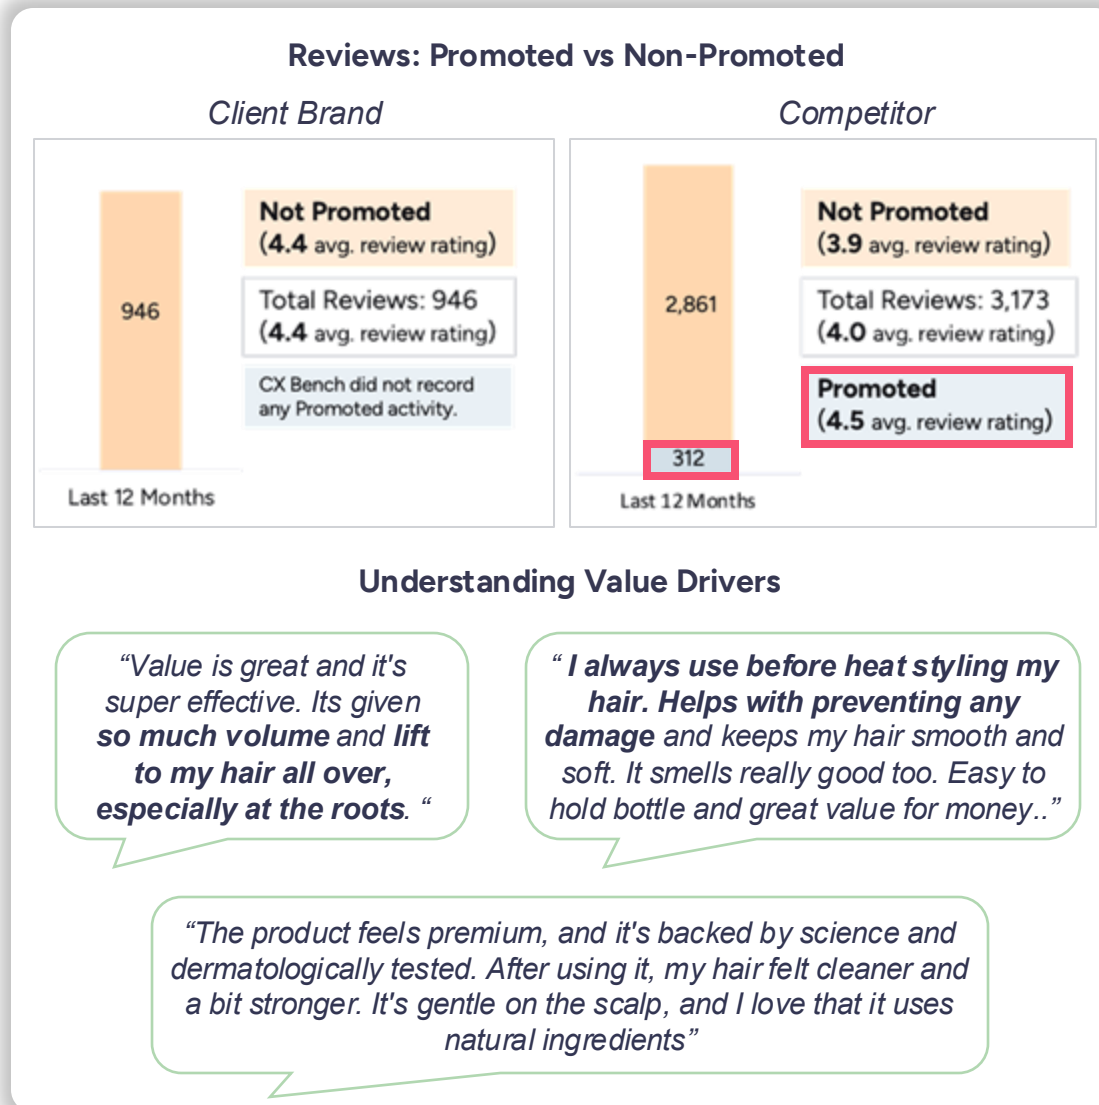 Reviews: Promoted vs Non-Promoted
Client Brand
946
Last 12 Months
Not Promoted
(4.4 avg. review rating)
Total Reviews: 946
(4.4 avg. review rating)
CX Bench did not record
any Promoted activity.
Competitor
2,861
312
Last 12 Months
Not Promoted
(3.9 avg. review rating)
Total Reviews: 3,173
(4.0 avg. review rating)
Promoted
(4.5 avg. review rating)
Understanding Value Drivers
“Value is great and it's
super effective. Its given
so much volume and lift
to my hair all over,
especially at the roots. “
“ I always use before heat styling my
hair. Helps with preventing any
damage and keeps my hair smooth and
soft. It smells really good too. Easy to
hold bottle and great value for money..”
“The product feels premium, and it's backed by science and
dermatologically tested. After using it, my hair felt cleaner and
a bit stronger. It's gentle on the scalp, and I love that it uses
natural ingredients”